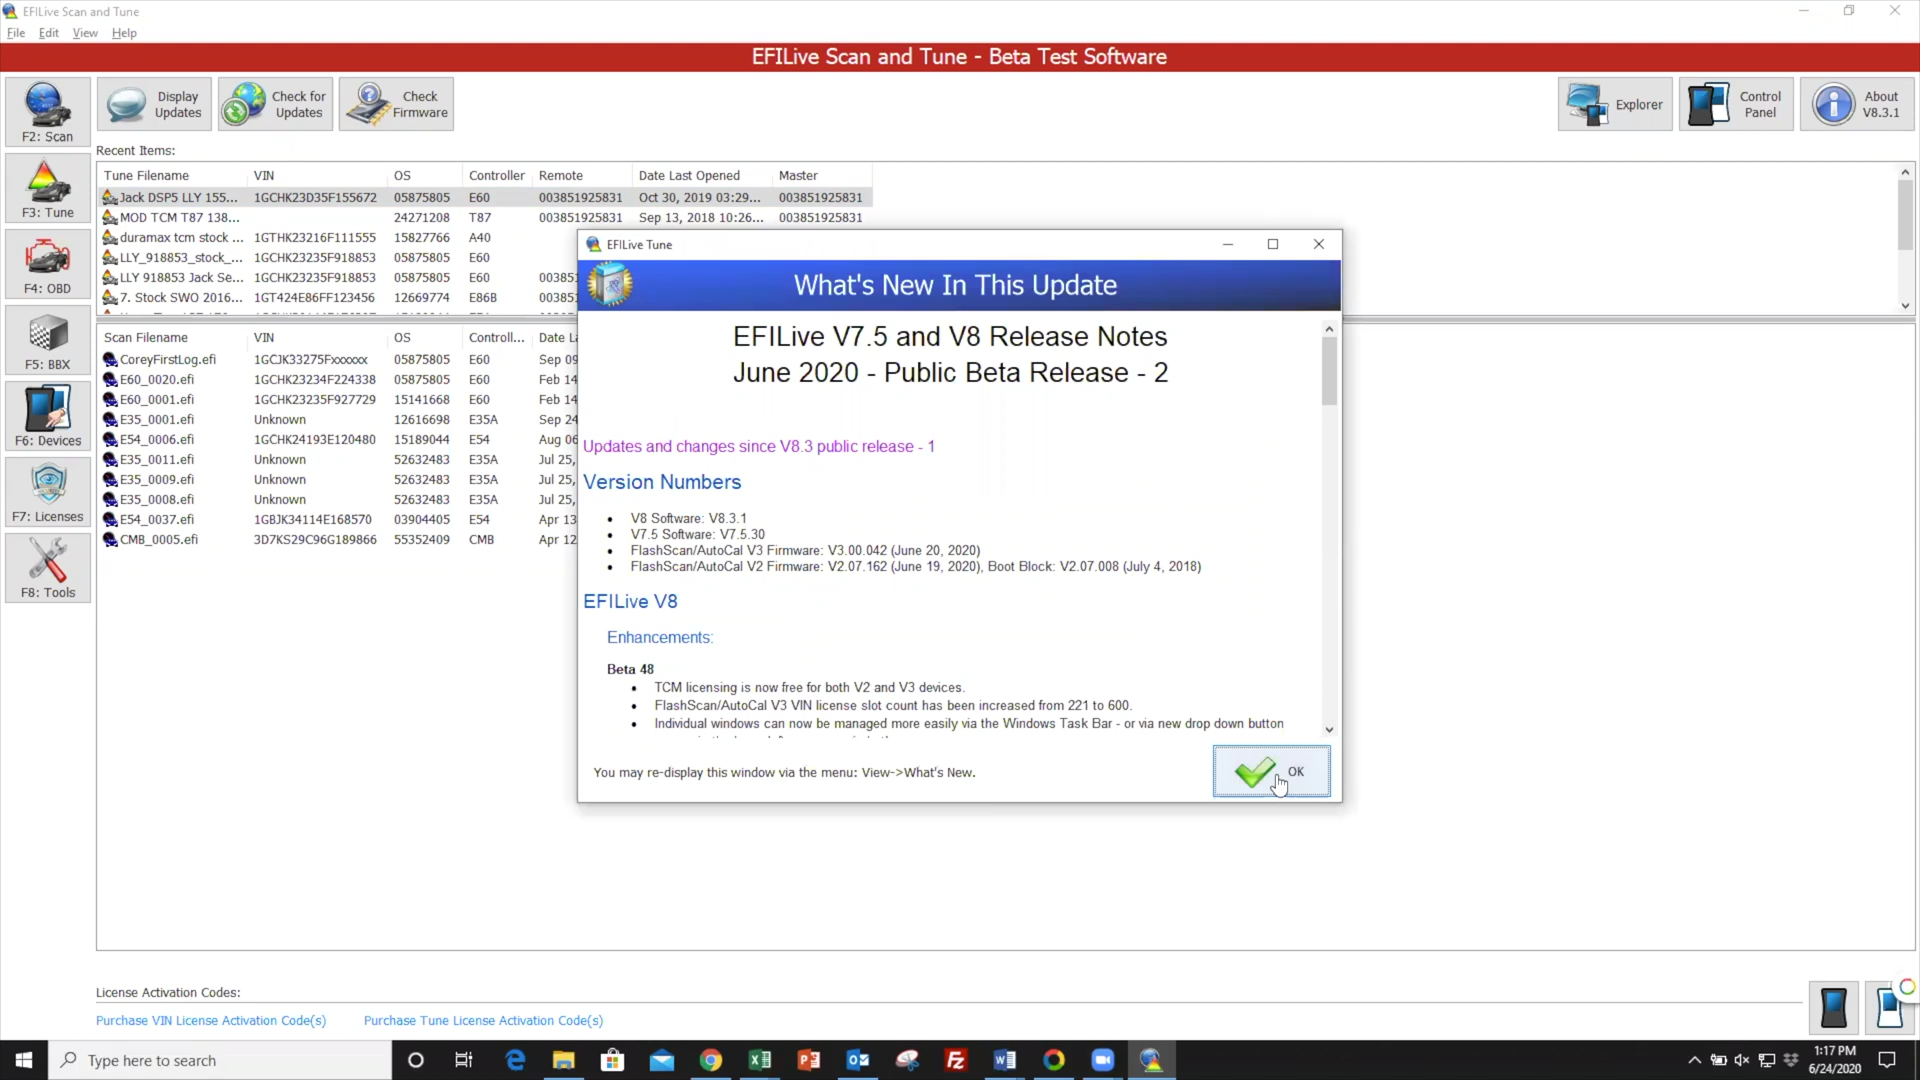 EFILive Scan and Tune
File Edit View Help
EFILive Scan and Tune - Beta Test Software
F2: Scan
Display Updates
Check for Updates
Check Firmware
Explorer
Control Panel
About V8.3.1
F3: Tune
F4: OBD
F5: BBX
F6: Devices
F7: Licenses
F8: Tools
Recent Items:
Tune Filename VIN OS Controller Remote Date Last Opened Master
Jack DSP5 LLY 155... 1GCHK23D35F155672 05875805 E60 003851925831 Oct 30, 2019 03:29... 003851925831
MOD TCM T87 138... 24271208 T87 003851925831 Sep 13, 2018 10:26... 003851925831
duramax tcm stock ... 1GTHK23216F111555 15827766 A40
LLY_918853_stock_... 1GCHK23235F918853 05875805 E60
LLY 918853 Jack Se... 1GCHK23235F918853 05875805 E60 00385
7. Stock SWO 2016... 1GT424E86FF123456 12669774 E86B 00385
Scan Filename VIN OS Controll... Date La
CoreyFirstLog.efi 1GCJK33275Fxxxxxx 05875805 E60 Sep 09
E60_0020.efi 1GCHK23234F224338 05875805 E60 Feb 14
E60_0001.efi 1GCHK23235F927729 15141668 E60 Feb 14
E35_0001.efi Unknown 12616698 E35A Sep 24
E54_0006.efi 1GCHK24193E120480 15189044 E54 Aug 06
E35_0011.efi Unknown 52632483 E35A Jul 25,
E35_0009.efi Unknown 52632483 E35A Jul 25,
E35_0008.efi Unknown 52632483 E35A Jul 25,
E54_0037.efi 1GBJK34114E168570 03904405 E54 Apr 13
CMB_0005.efi 3D7KS29C96G189866 55352409 CMB Apr 12
EFILive Tune
What's New In This Update
EFILive V7.5 and V8 Release Notes
June 2020 - Public Beta Release - 2
Updates and changes since V8.3 public release - 1
Version Numbers
• V8 Software: V8.3.1
• V7.5 Software: V7.5.30
• FlashScan/AutoCal V3 Firmware: V3.00.042 (June 20, 2020)
• FlashScan/AutoCal V2 Firmware: V2.07.162 (June 19, 2020), Boot Block: V2.07.008 (July 4, 2018)
EFILive V8
Enhancements:
Beta 48
• TCM licensing is now free for both V2 and V3 devices.
• FlashScan/AutoCal V3 VIN license slot count has been increased from 221 to 600.
• Individual windows can now be managed more easily via the Windows Task Bar - or via new drop down button
You may re-display this window via the menu: View->What's New.
OK
License Activation Codes:
Purchase VIN License Activation Code(s) Purchase Tune License Activation Code(s)
Type here to search
1:17 PM
6/24/2020